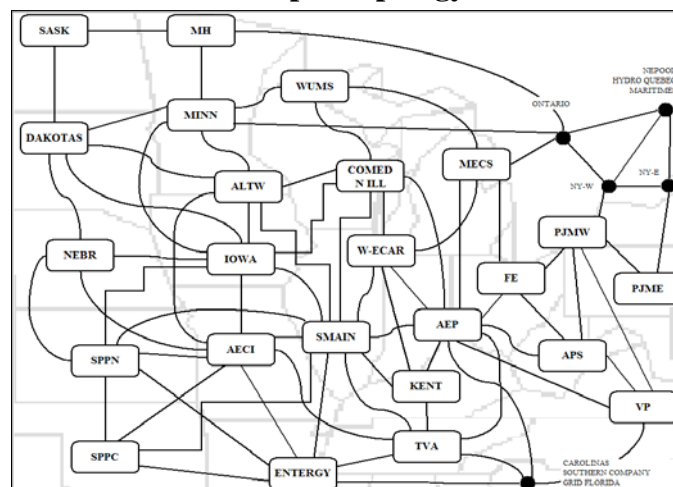 SASK
MH
WUMS
NEPOOL
HYDRO QUEBEC
MARITIME
ONTARIO
DAKOTAS
MINN
MECS
COMED
N ILL
ALTW
NY-W
NY-E
PJMW
NEBR
IOWA
W-ECAR
FE
PJME
SPPN
AECI
SMAIN
AEP
APS
KENT
VP
SPPC
TVA
ENTERGY
CAROLINAS
SOUTHERN COMPANY
GRID FLORIDA